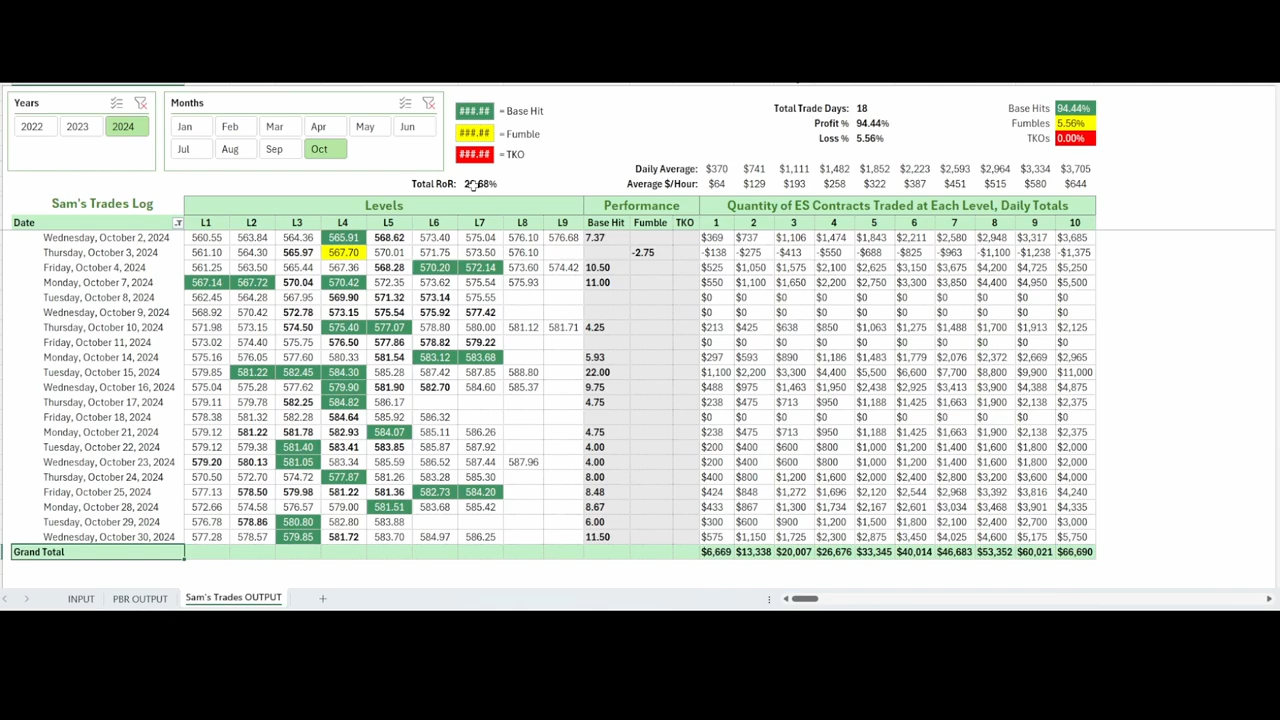 Years
2022 2023 2024
Months
Jan Feb Mar Apr May Jun
Jul Aug Sep Oct
###.## = Base Hit
###.## = Fumble
###.## = TKO
Total Trade Days: 18
Profit % 94.44%
Loss % 5.56%
Base Hits 94.44%
Fumbles 5.56%
TKOs 0.00%
Daily Average: $370 $741 $1,111 $1,482 $1,852 $2,223 $2,593 $2,964 $3,334 $3,705
Total RoR: Average $/Hour: $64 $129 $193 $258 $322 $387 $451 $515 $580 $644
Sam's Trades Log Levels Performance Quantity of ES Contracts Traded at Each Level, Daily Totals
Date L1 L2 L3 L4 L5 L6 L7 L8 L9 Base Hit Fumble TKO 1 2 3 4 5 6 7 8 9 10
Wednesday, October 2, 2024 560.55 563.84 564.36 565.91 568.62 573.40 575.04 576.10 576.68 7.37 $369 $737 $1,106 $1,474 $1,843 $2,211 $2,580 $2,948 $3,317 $3,685
Thursday, October 3, 2024 561.10 564.30 565.97 567.70 570.01 571.75 573.50 576.10 -2.75 -$138 -$275 -$413 -$550 -$688 -$825 -$963 -$1,100 -$1,238 -$1,375
Friday, October 4, 2024 561.25 563.50 565.44 567.36 568.28 570.20 572.14 573.60 574.42 10.50 $525 $1,050 $1,575 $2,100 $2,625 $3,150 $3,675 $4,200 $4,725 $5,250
Monday, October 7, 2024 567.14 567.72 570.04 570.42 572.35 573.62 575.54 575.93 11.00 $550 $1,100 $1,650 $2,200 $2,750 $3,300 $3,850 $4,400 $4,950 $5,500
Tuesday, October 8, 2024 562.45 564.28 567.95 569.90 571.32 573.14 575.55 $0 $0 $0 $0 $0 $0 $0 $0 $0 $0
Wednesday, October 9, 2024 568.92 570.42 572.78 573.15 575.54 575.92 577.42 $0 $0 $0 $0 $0 $0 $0 $0 $0 $0
Thursday, October 10, 2024 571.98 573.15 574.50 575.40 577.07 578.80 580.00 581.12 581.71 4.25 $213 $425 $638 $850 $1,063 $1,275 $1,488 $1,700 $1,913 $2,125
Friday, October 11, 2024 573.02 574.40 575.75 576.50 577.86 578.82 579.22 $0 $0 $0 $0 $0 $0 $0 $0 $0 $0
Monday, October 14, 2024 575.16 576.05 577.60 580.33 581.54 583.12 583.68 5.93 $297 $593 $890 $1,186 $1,483 $1,779 $2,076 $2,372 $2,669 $2,965
Tuesday, October 15, 2024 579.85 581.22 582.45 584.30 585.28 587.42 587.85 588.80 22.00 $1,100 $2,200 $3,300 $4,400 $5,500 $6,600 $7,700 $8,800 $9,900 $11,000
Wednesday, October 16, 2024 575.04 575.28 577.62 579.90 581.90 582.70 584.60 585.37 9.75 $488 $975 $1,463 $1,950 $2,438 $2,925 $3,413 $3,900 $4,388 $4,875
Thursday, October 17, 2024 579.11 579.78 582.25 584.82 586.17 4.75 $238 $475 $713 $950 $1,188 $1,425 $1,663 $1,900 $2,138 $2,375
Friday, October 18, 2024 578.38 581.32 582.28 584.64 585.92 586.32 $0 $0 $0 $0 $0 $0 $0 $0 $0 $0
Monday, October 21, 2024 579.12 581.22 581.78 582.93 584.07 585.11 586.26 4.75 $238 $475 $713 $950 $1,188 $1,425 $1,663 $1,900 $2,138 $2,375
Tuesday, October 22, 2024 579.12 579.38 581.40 583.41 583.85 585.87 587.92 4.00 $200 $400 $600 $800 $1,000 $1,200 $1,400 $1,600 $1,800 $2,000
Wednesday, October 23, 2024 579.20 580.13 581.05 583.34 585.59 586.52 587.44 587.96 4.00 $200 $400 $600 $800 $1,000 $1,200 $1,400 $1,600 $1,800 $2,000
Thursday, October 24, 2024 570.50 572.70 574.72 577.87 581.26 583.28 585.30 8.00 $400 $800 $1,200 $1,600 $2,000 $2,400 $2,800 $3,200 $3,600 $4,000
Friday, October 25, 2024 577.13 578.50 579.98 581.22 581.36 582.73 584.20 8.48 $424 $848 $1,272 $1,696 $2,120 $2,544 $2,968 $3,392 $3,816 $4,240
Monday, October 28, 2024 572.66 574.58 576.57 579.00 581.51 583.68 585.42 8.67 $433 $867 $1,300 $1,734 $2,167 $2,601 $3,034 $3,468 $3,901 $4,335
Tuesday, October 29, 2024 576.78 578.86 580.80 582.80 583.88 6.00 $300 $600 $900 $1,200 $1,500 $1,800 $2,100 $2,400 $2,700 $3,000
Wednesday, October 30, 2024 577.28 578.57 579.85 581.72 583.70 584.97 586.25 11.50 $575 $1,150 $1,725 $2,300 $2,875 $3,450 $4,025 $4,600 $5,175 $5,750
Grand Total $6,669 $13,338 $20,007 $26,676 $33,345 $40,014 $46,683 $53,352 $60,021 $66,690
INPUT PBR OUTPUT Sam's Trades OUTPUT